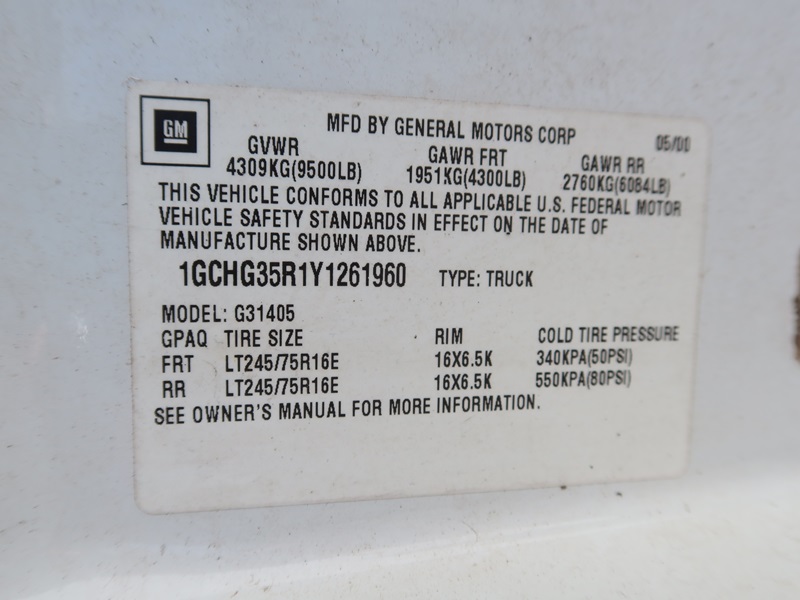 GM
MFD BY GENERAL MOTORS CORP 05/00
GVWR GAWR FRT GAWR RR
4309KG(9500LB) 1951KG(4300LB) 2760KG(6084LB)
THIS VEHICLE CONFORMS TO ALL APPLICABLE U.S. FEDERAL MOTOR
VEHICLE SAFETY STANDARDS IN EFFECT ON THE DATE OF
MANUFACTURE SHOWN ABOVE.
1GCHG35R1Y1261960 TYPE: TRUCK
MODEL: G31405
GPAQ TIRE SIZE RIM COLD TIRE PRESSURE
FRT LT245/75R16E 16X6.5K 340KPA(50PSI)
RR LT245/75R16E 16X6.5K 550KPA(80PSI)
SEE OWNER'S MANUAL FOR MORE INFORMATION.